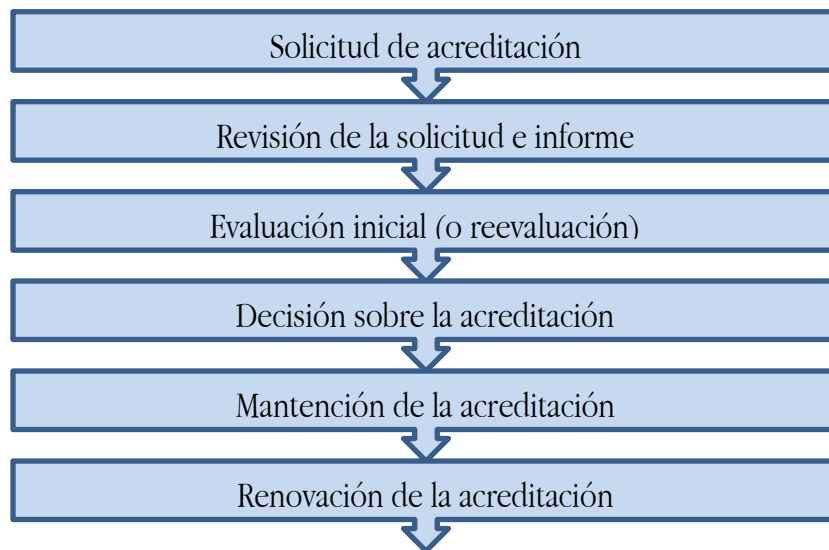 Solicitud de acreditación
Revisión de la solicitud e informe
Evaluación inicial (o reevaluación)
Decisión sobre la acreditación
Mantención de la acreditación
Renovación de la acreditación